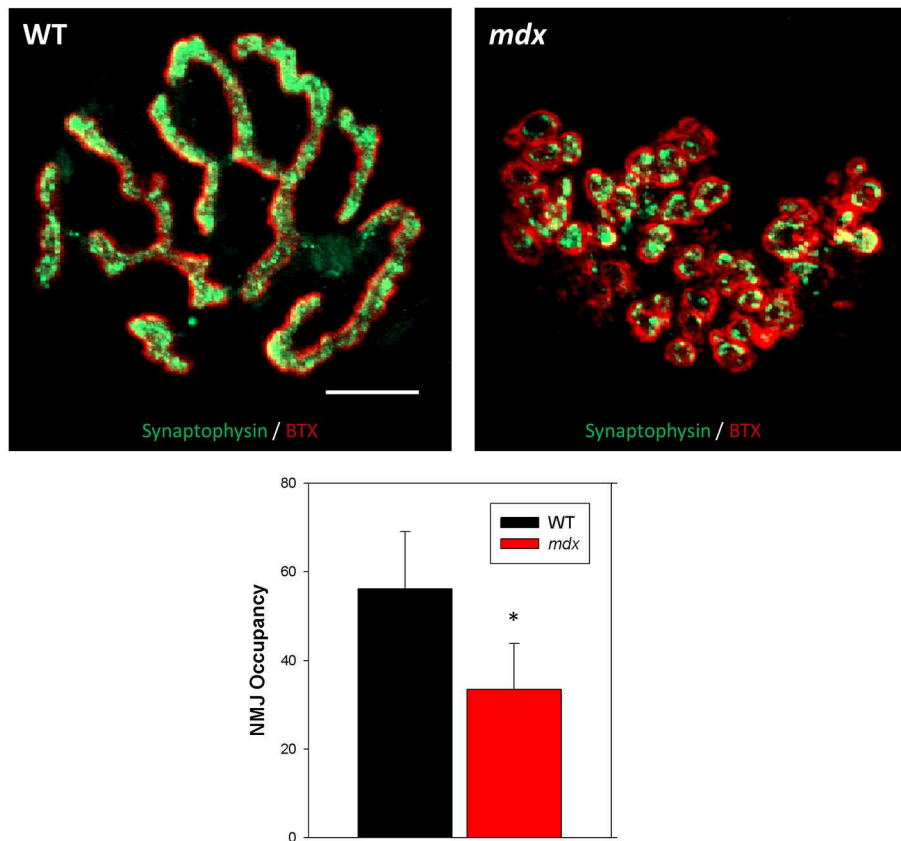 WT
mdx
Synaptophysin / BTX
Synaptophysin / BTX
80
60
40
20
0
NMJ Occupancy
WT
mdx
*